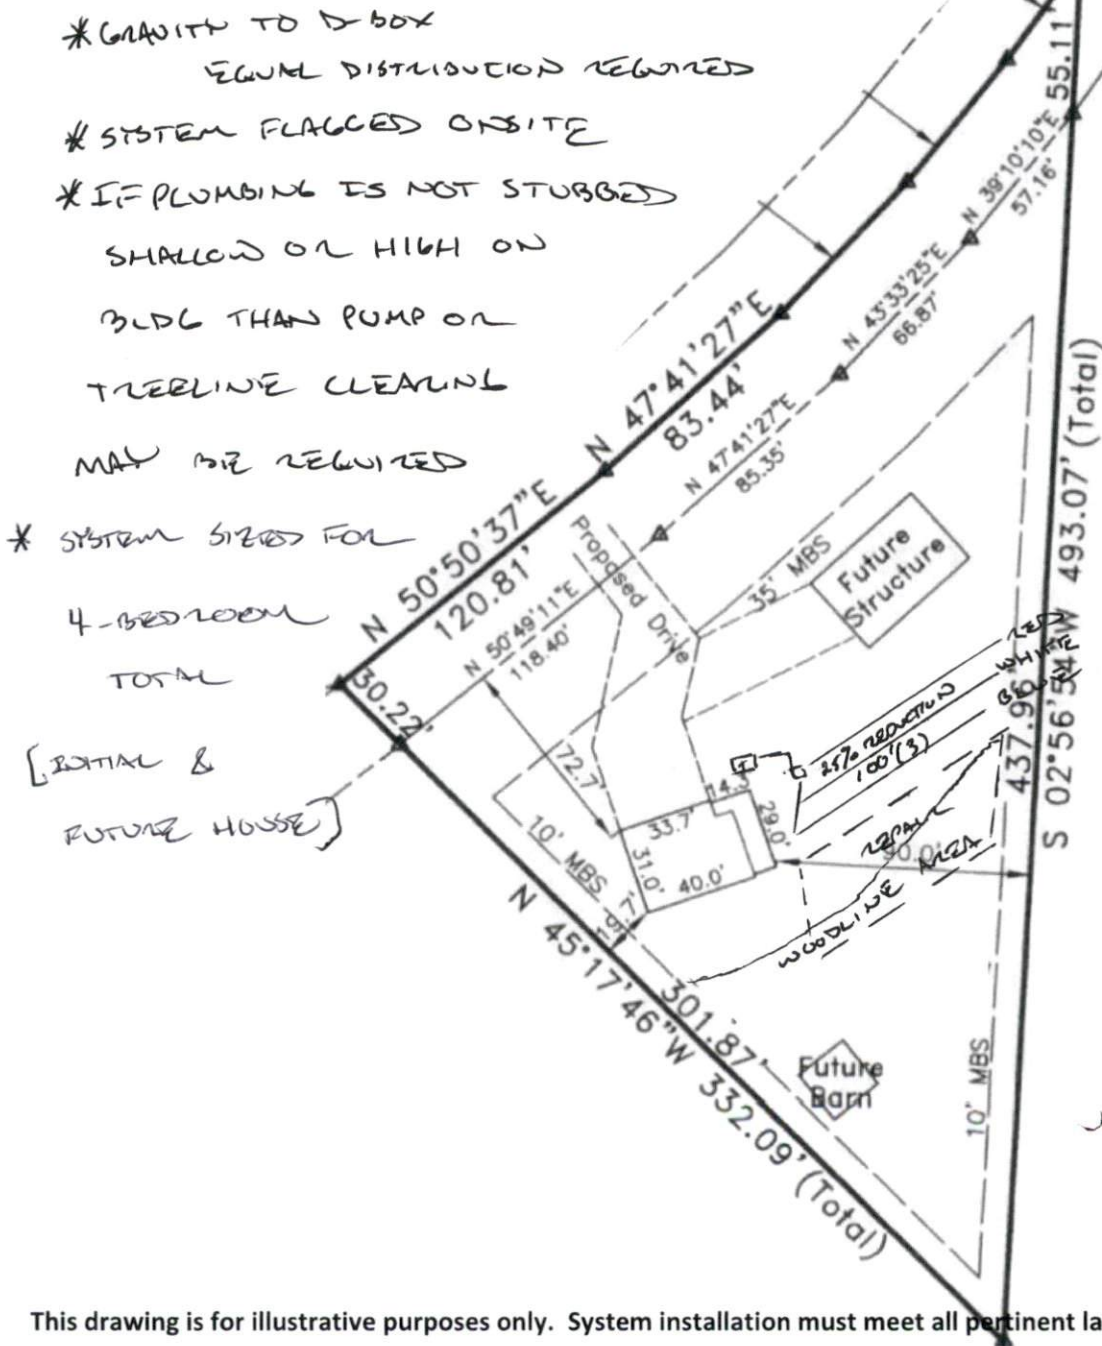 *GRAVITY TO D-BOX
EQUAL DISTRIBUTION REQUIRED
* SYSTEM FLAGGED ONSITE
* IF PLUMBING IS NOT STUBBED
SHALLOW OR HIGH ON
BLDG THAN PUMP OR
TREELINE CLEARING
MAY BE REQUIRED
* SYSTEM SIZED FOR
4-BEDROOM
TOTAL
[INITIAL &
FUTURE HOUSE]
55.11'
N 39°10'10"E
57.16'
N 43°33'25"E
66.87'
N 47°41'27"E
83.44'
N 47°41'27"E
85.35'
N 50°50'37"E
120.81'
N 50°49'11"E
118.40'
30.22'
Proposed Drive
35' MBS
Future
Structure
S 02°56'54"W 493.07' (Total)
437.96'
RED
WHITE
BLUE
25% REDUCTION
100'(3)
72.7'
14.3'
33.7'
29.0'
31.0'
40.0'
10' MBS
REPAIR
AREA
90.0'
WOODLINE
N 45°17'46"W 332.09' (Total)
301.87'
Future
Barn
10' MBS
This drawing is for illustrative purposes only. System installation must meet all pertinent la